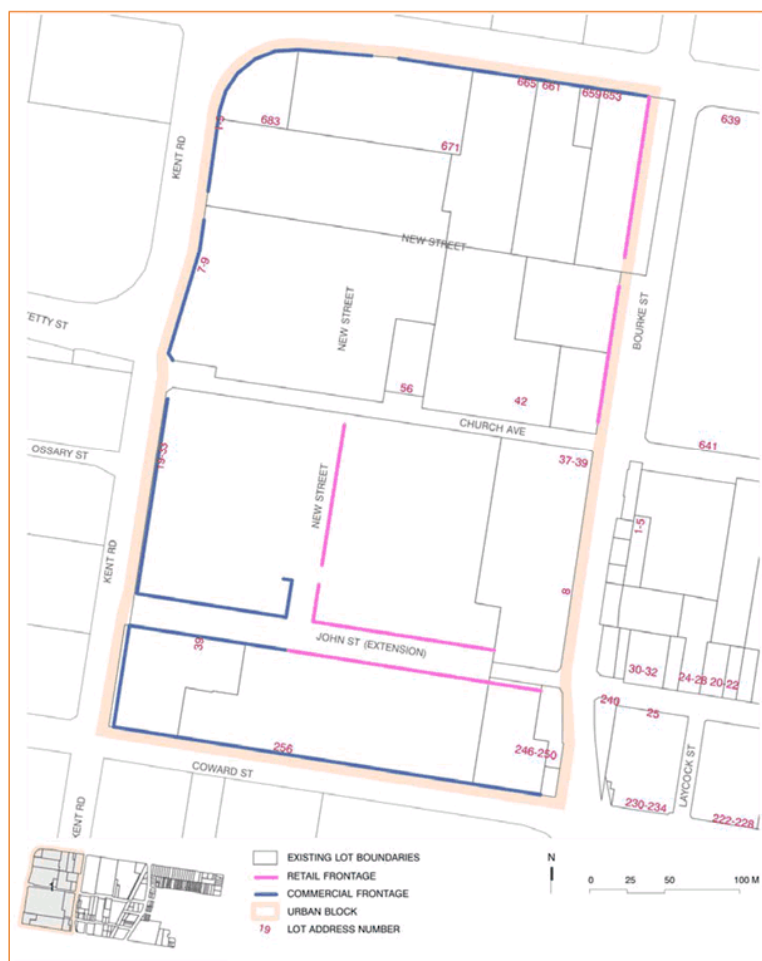 665
661
659
653
639
683
671
KENT RD
NEW STREET
7-9
BOURKE ST
NEW STREET
ETTY ST
56
42
CHURCH AVE
641
OSSARY ST
19-33
37-39
NEW STREET
1-5
KENT RD
8
JOHN ST (EXTENSION)
39
30-32
24-28
20-22
240
25
256
246-250
COWARD ST
LAYCOCK ST
230-234
222-228
KENT RD
1
EXISTING LOT BOUNDARIES
RETAIL FRONTAGE
COMMERCIAL FRONTAGE
URBAN BLOCK
19 LOT ADDRESS NUMBER
N
0 25 50 100 M